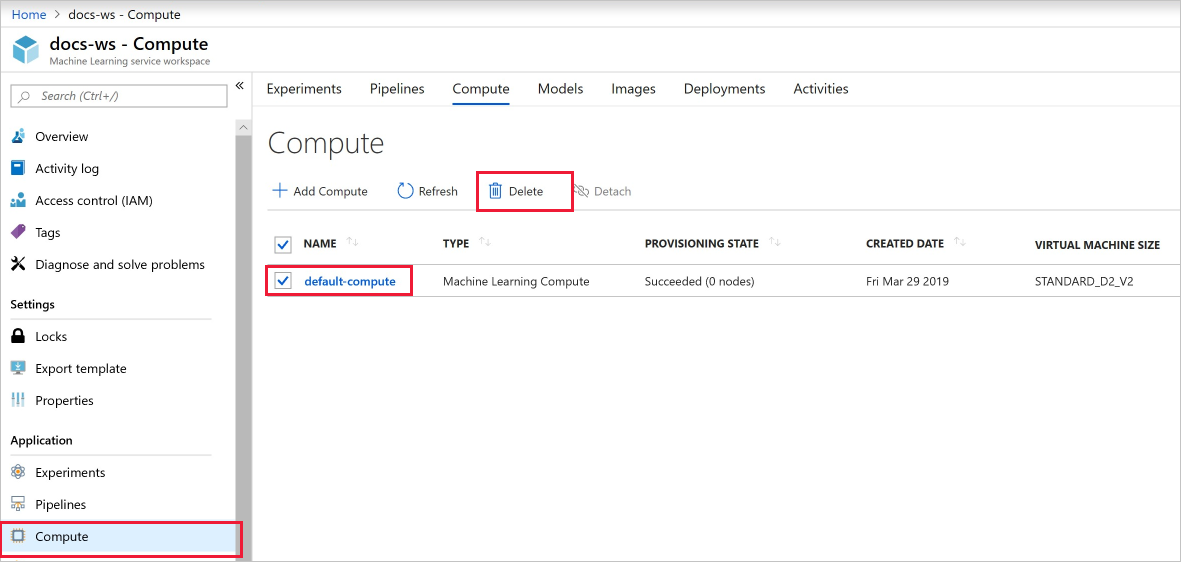 Home > docs-ws - Compute
docs-ws - Compute
Machine Learning service workspace
Search (Ctrl+/)
«
Overview
Activity log
Access control (IAM)
Tags
Diagnose and solve problems
Settings
Locks
Export template
Properties
Application
Experiments
Pipelines
Compute
Experiments Pipelines Compute Models Images Deployments Activities
Compute
Add Compute Refresh Delete Detach
NAME TYPE PROVISIONING STATE CREATED DATE VIRTUAL MACHINE SIZE
default-compute Machine Learning Compute Succeeded (0 nodes) Fri Mar 29 2019 STANDARD_D2_V2